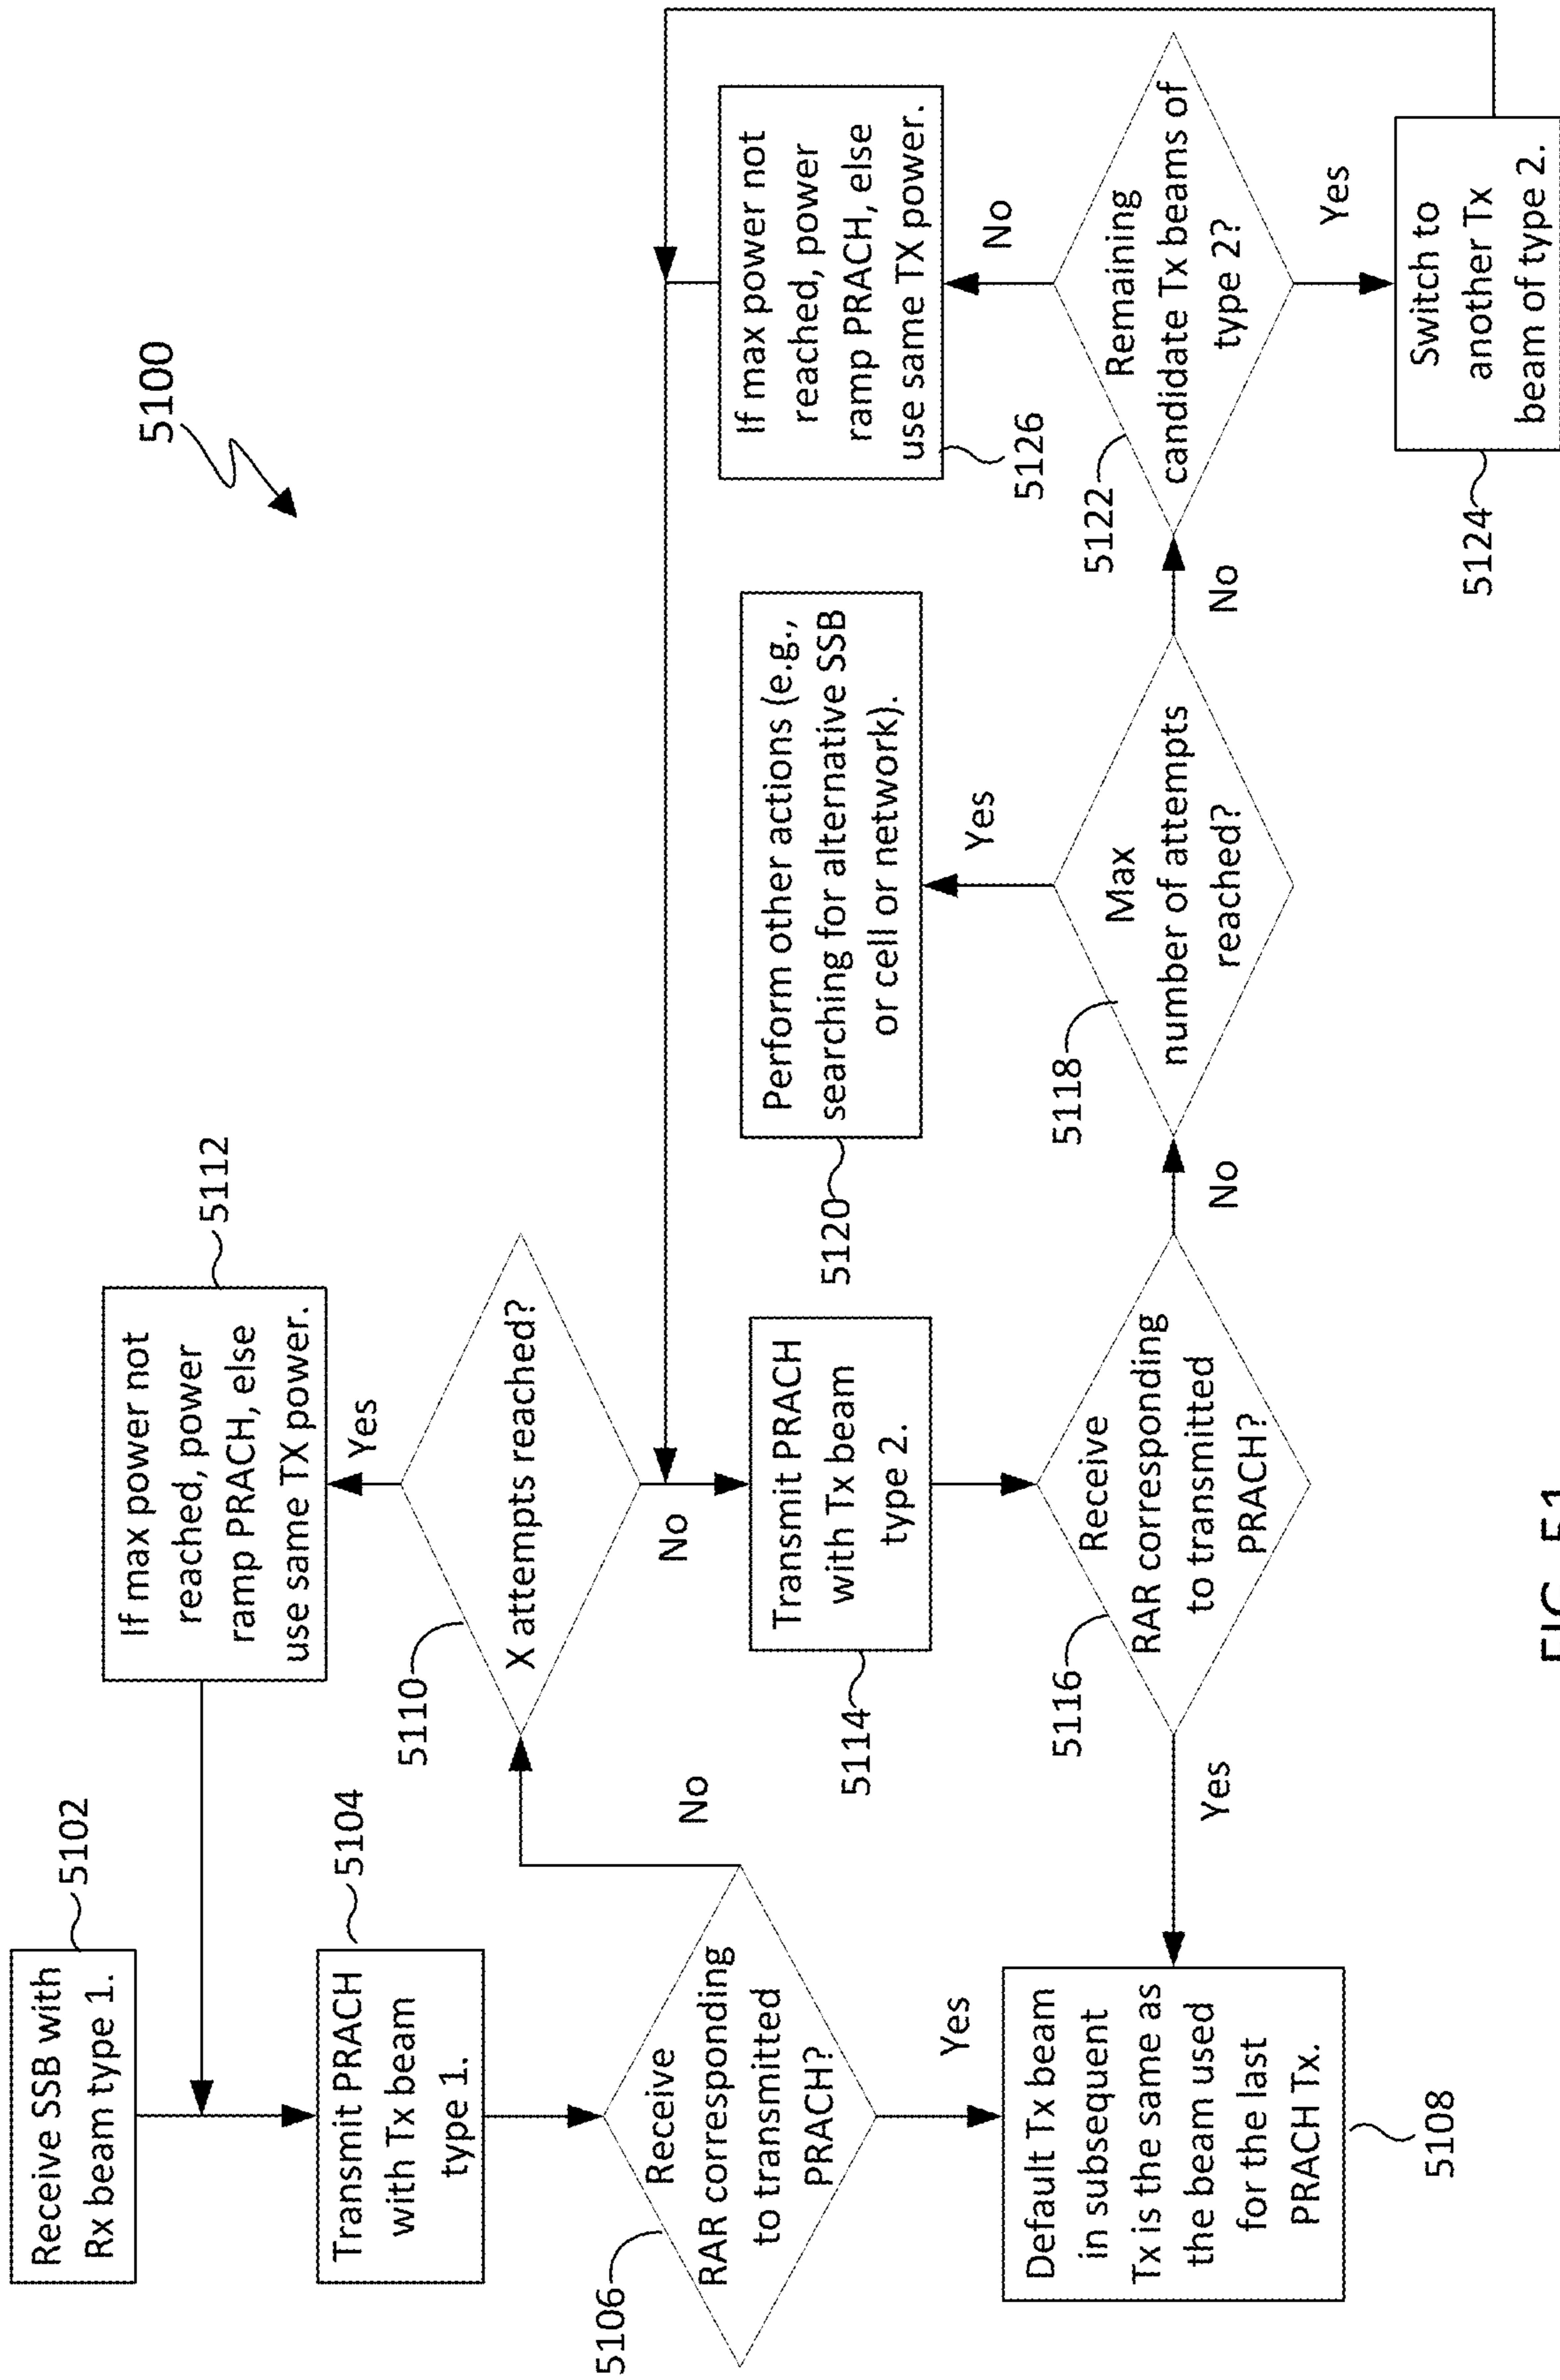 5100
Receive SSB with
Rx beam type 1.
5102
Transmit PRACH
with Tx beam
type 1.
5104
Receive
RAR corresponding
to transmitted
PRACH?
5106
Yes
No
Default Tx beam
in subsequent
Tx is the same as
the beam used
for the last
PRACH Tx.
5108
X attempts reached?
5110
Yes
No
If max power not
reached, power
ramp PRACH, else
use same TX power.
5112
Transmit PRACH
with Tx beam
type 2.
5114
Receive
RAR corresponding
to transmitted
PRACH?
5116
Yes
No
Max
number of attempts
reached?
5118
Yes
No
Perform other actions (e.g.,
searching for alternative SSB
or cell or network).
5120
Remaining
candidate Tx beams of
type 2?
5122
No
Yes
If max power not
reached, power
ramp PRACH, else
use same TX power.
5126
Switch to
another Tx
beam of type 2.
5124